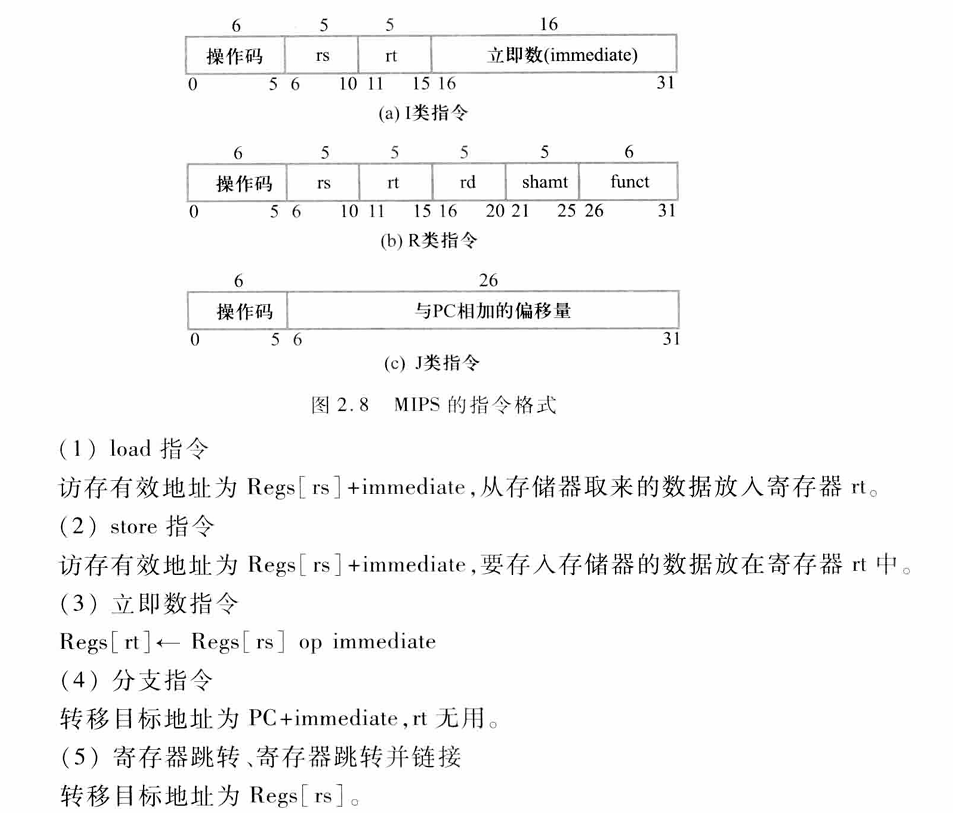 6 5 5 16
操作码 rs rt 立即数(immediate)
0 5 6 10 11 15 16 31
(a) I类指令
6 5 5 5 5 6
操作码 rs rt rd shamt funct
0 5 6 10 11 15 16 20 21 25 26 31
(b) R类指令
6 26
操作码 与PC相加的偏移量
0 5 6 31
(c) J类指令
图 2.8 MIPS 的指令格式
(1) load 指令
访存有效地址为 Regs[rs]+immediate,从存储器取来的数据放入寄存器 rt。
(2) store 指令
访存有效地址为 Regs[rs]+immediate,要存入存储器的数据放在寄存器 rt 中。
(3) 立即数指令
Regs[rt]← Regs[rs] op immediate
(4) 分支指令
转移目标地址为 PC+immediate,rt 无用。
(5) 寄存器跳转、寄存器跳转并链接
转移目标地址为 Regs[rs]。